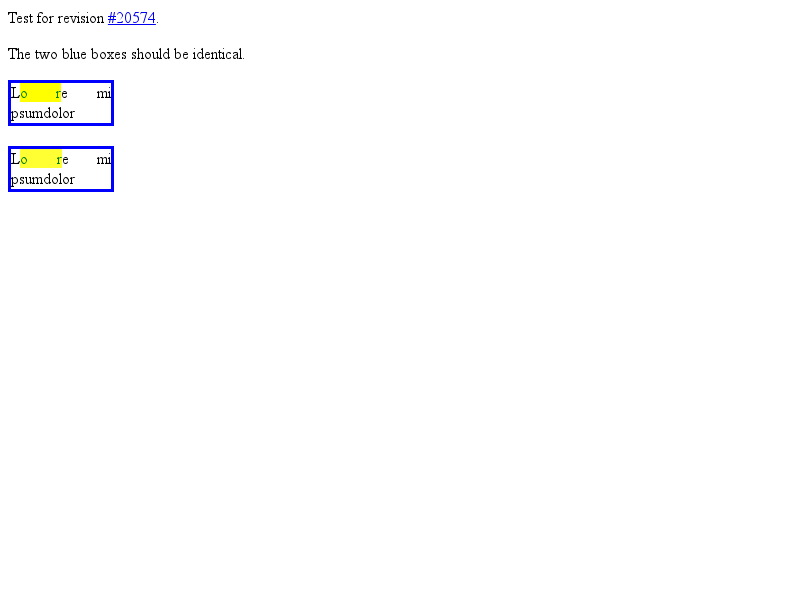 Test for revision #20574.
The two blue boxes should be identical.
Lo re mi
psumdolor
Lo re mi
psumdolor